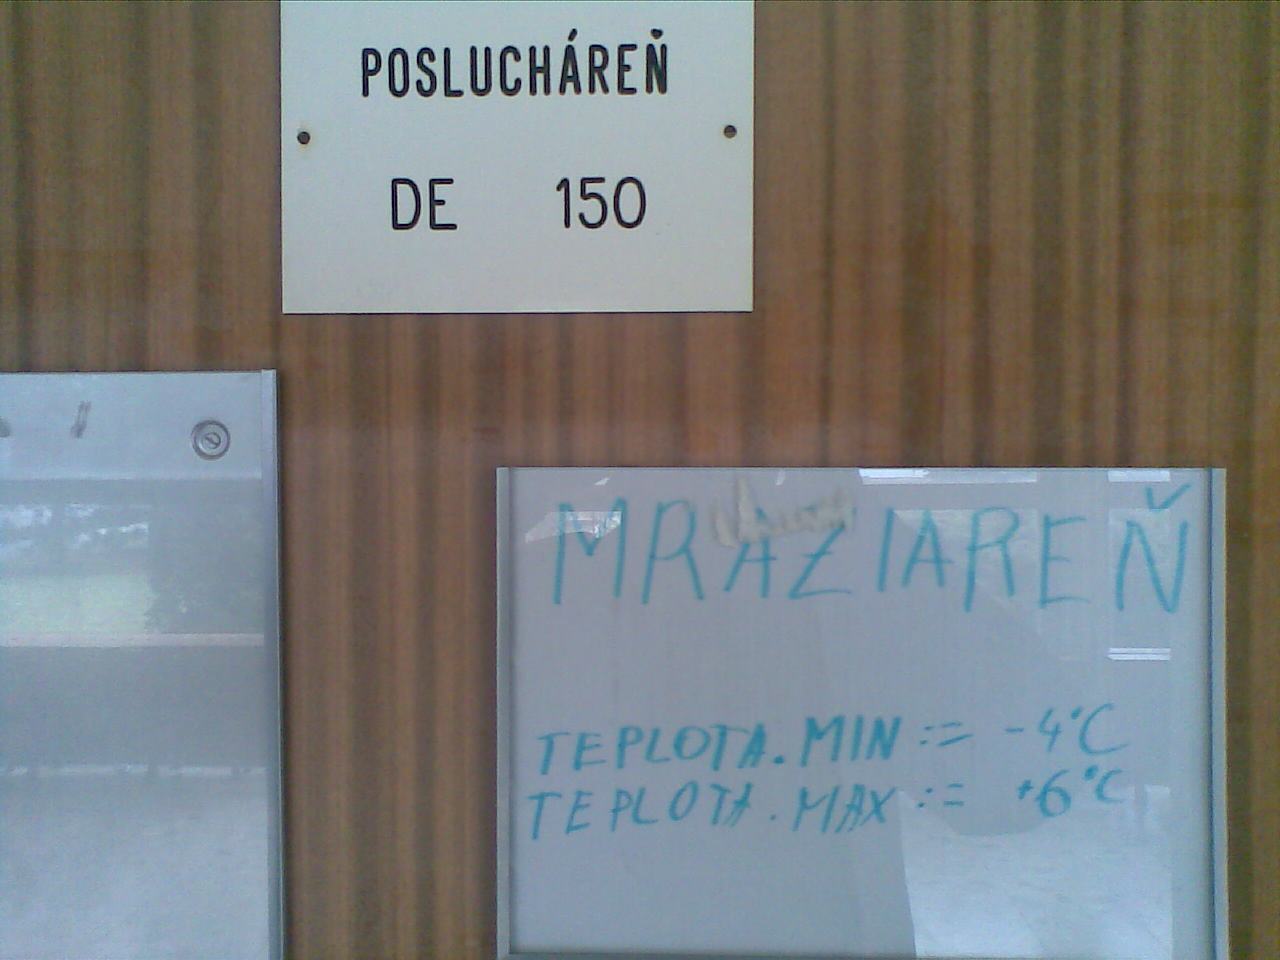 POSLUCHÁREŇ
DE 150
MRAZIAREŇ
TEPLOTA.MIN := -4°C
TEPLOTA.MAX := +6°C